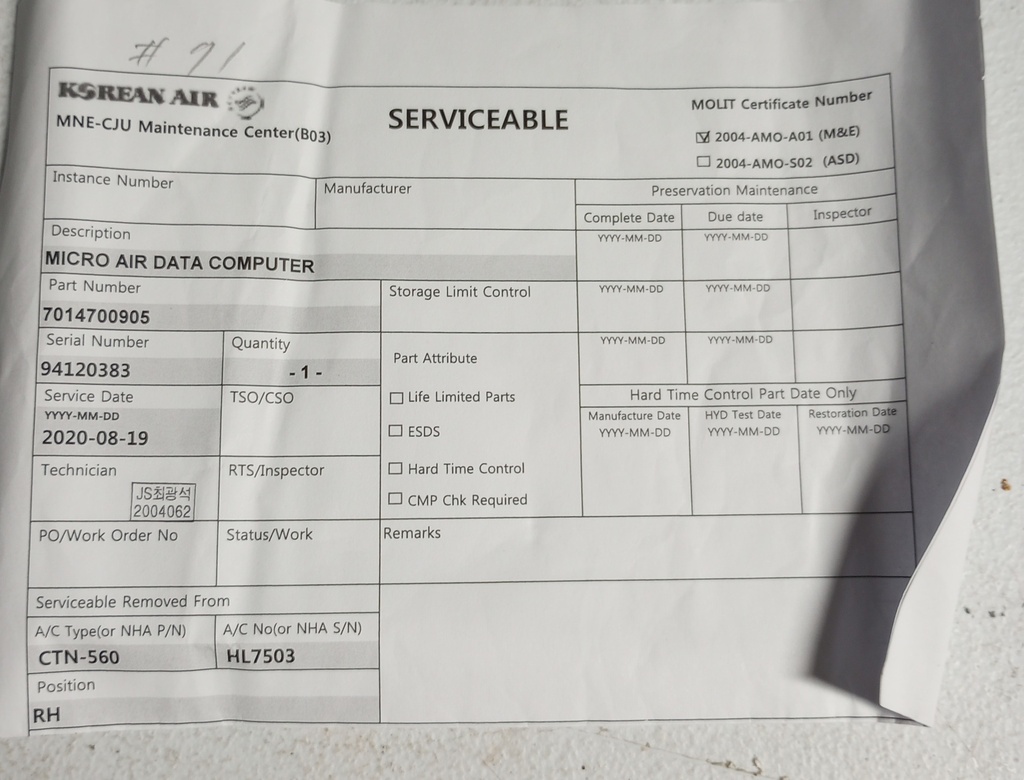 # 71
KOREAN AIR
MNE-CJU Maintenance Center(B03)
SERVICEABLE
MOLIT Certificate Number
2004-AMO-A01 (M&E)
2004-AMO-S02 (ASD)
Instance Number
Manufacturer
Preservation Maintenance
Complete Date Due date Inspector
YYYY-MM-DD YYYY-MM-DD
Description
MICRO AIR DATA COMPUTER
Part Number
7014700905
Storage Limit Control
YYYY-MM-DD YYYY-MM-DD
Serial Number
94120383
Quantity
- 1 -
Part Attribute
Life Limited Parts
ESDS
Hard Time Control
CMP Chk Required
YYYY-MM-DD YYYY-MM-DD
Hard Time Control Part Date Only
Manufacture Date HYD Test Date Restoration Date
YYYY-MM-DD YYYY-MM-DD YYYY-MM-DD
Service Date
YYYY-MM-DD
2020-08-19
TSO/CSO
Technician
JS최광석
2004062
RTS/Inspector
PO/Work Order No
Status/Work
Remarks
Serviceable Removed From
A/C Type(or NHA P/N)
CTN-560
A/C No(or NHA S/N)
HL7503
Position
RH